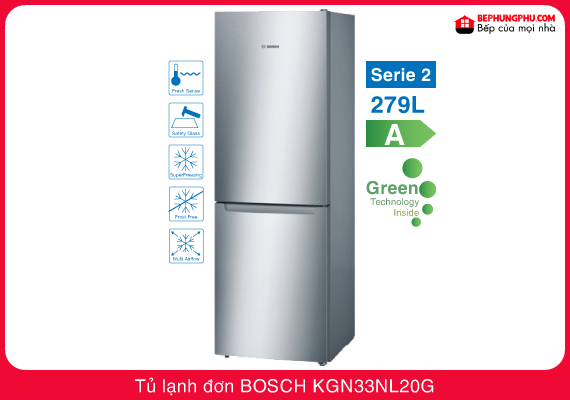 BEPHUNGPHU.COM
Bếp của mọi nhà
BOSCH
Fresh Sense
Safety Glass
SuperFreezing
Frost Free
Multi Airflow
Serie 2
279L
A
Green
Technology
Inside
Tủ lạnh đơn BOSCH KGN33NL20G